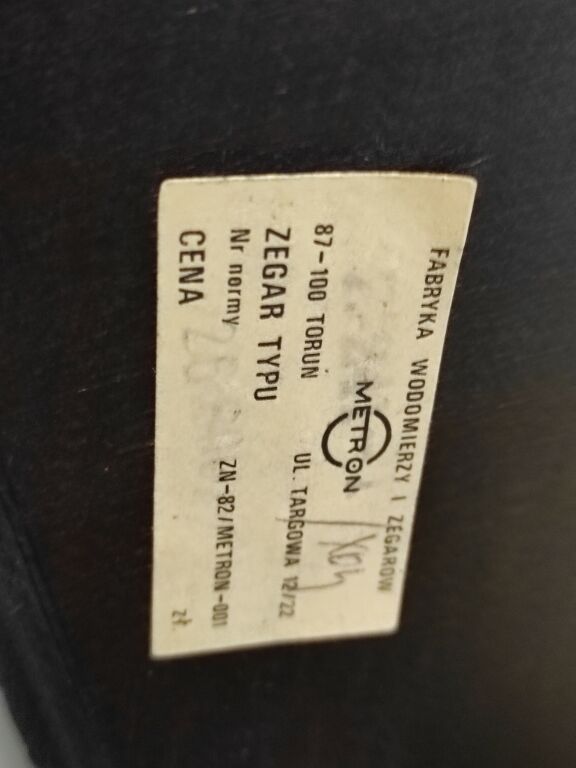 FABRYKA WODOMIERZY I ZEGARÓW
METRON
87-100 TORUŃ UL. TARGOWA 12/22
ZEGAR TYPU
Nr normy ZN-82/METRON-001
CENA zł.